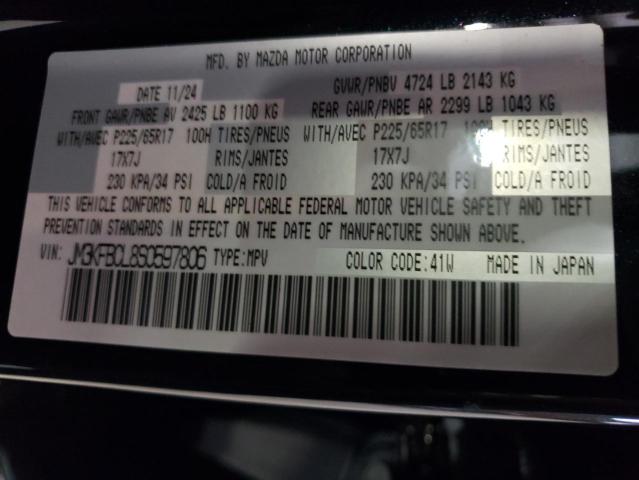 MFD. BY MAZDA MOTOR CORPORATION
DATE 11/24 GVWR/PNBV 4724 LB 2143 KG
FRONT GAWR/PNBE AV 2425 LB 1100 KG REAR GAWR/PNBE AR 2299 LB 1043 KG
WITH/AVEC P225/65R17 100H TIRES/PNEUS WITH/AVEC P225/65R17 100H TIRES/PNEUS
17X7J RIMS/JANTES 17X7J RIMS/JANTES
230 KPA/34 PSI COLD/A FROID 230 KPA/34 PSI COLD/A FROID
THIS VEHICLE CONFORMS TO ALL APPLICABLE FEDERAL MOTOR VEHICLE SAFETY AND THEFT
PREVENTION STANDARDS IN EFFECT ON THE DATE OF MANUFACTURE SHOWN ABOVE.
VIN: JM3KFBCL8S0597806 TYPE:MPV COLOR CODE:41W MADE IN JAPAN